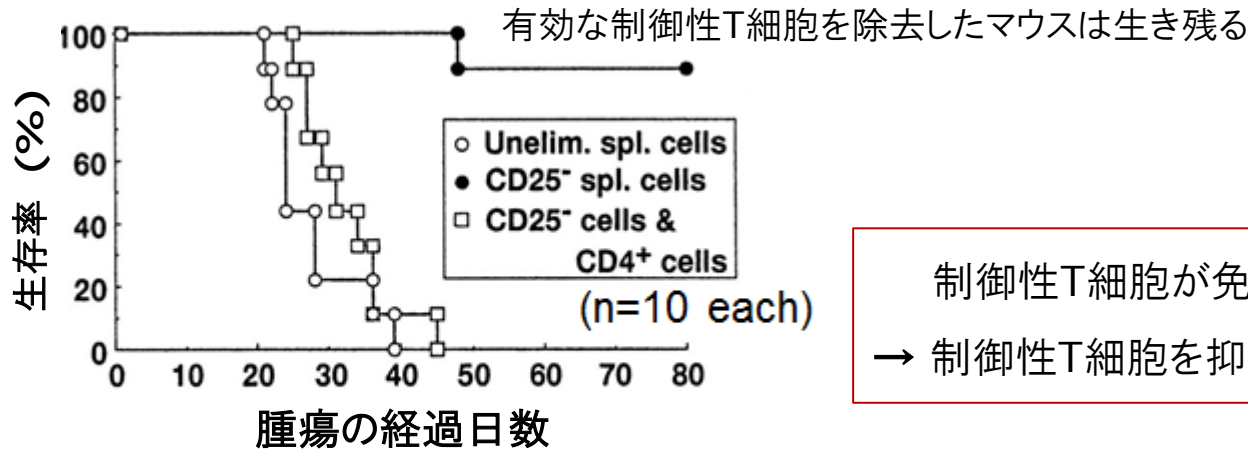 有効な制御性T細胞を除去したマウスは生き残る
100
80
60
40
20
0
生存率 (%)
Unelim. spl. cells
CD25⁻ spl. cells
CD25⁻ cells &
CD4⁺ cells
(n=10 each)
0 10 20 30 40 50 60 70 80
腫瘍の経過日数
制御性T細胞が免
→ 制御性T細胞を抑